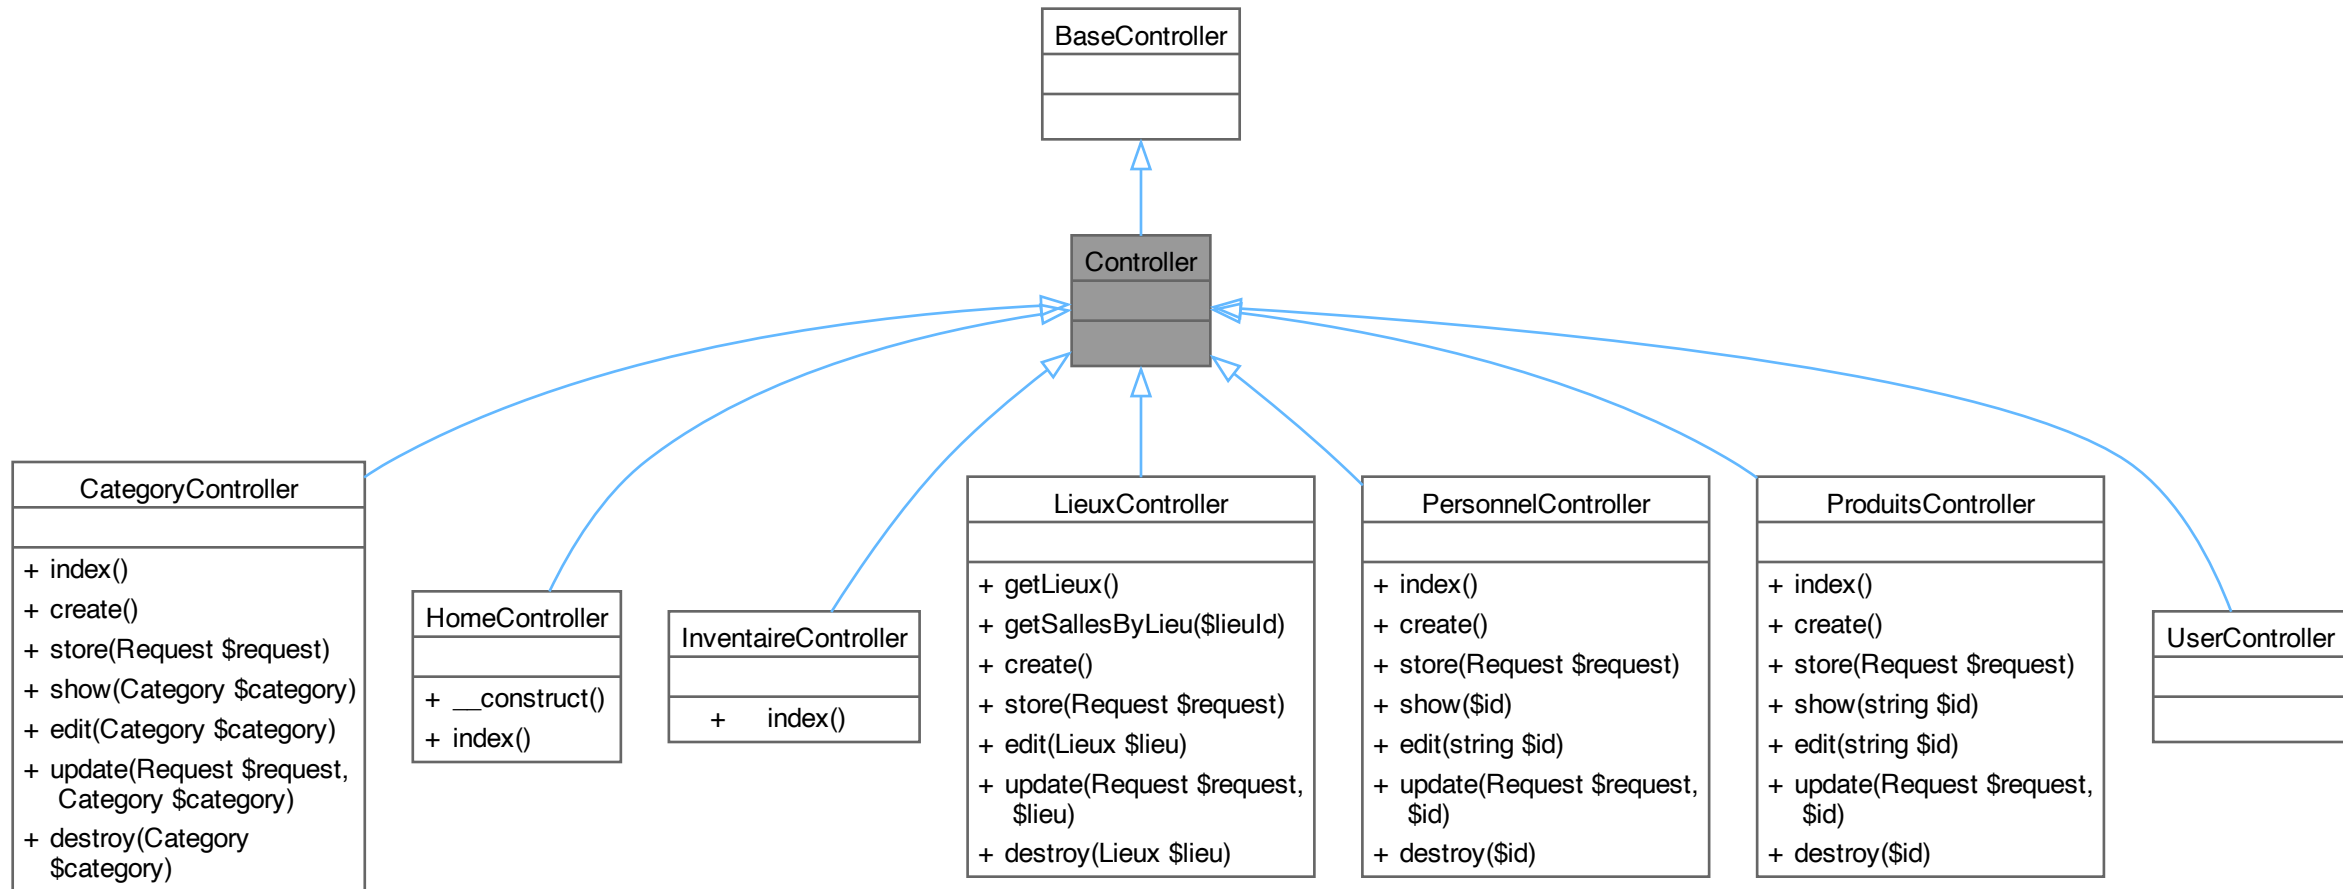 BaseController
Controller
CategoryController
+ index()
+ create()
+ store(Request $request)
+ show(Category $category)
+ edit(Category $category)
+ update(Request $request,
Category $category)
+ destroy(Category
$category)
HomeController
+ __construct()
+ index()
InventaireController
+ index()
LieuxController
+ getLieux()
+ getSallesByLieu($lieuId)
+ create()
+ store(Request $request)
+ edit(Lieux $lieu)
+ update(Request $request,
$lieu)
+ destroy(Lieux $lieu)
PersonnelController
+ index()
+ create()
+ store(Request $request)
+ show($id)
+ edit(string $id)
+ update(Request $request,
$id)
+ destroy($id)
ProduitsController
+ index()
+ create()
+ store(Request $request)
+ show(string $id)
+ edit(string $id)
+ update(Request $request,
$id)
+ destroy($id)
UserController